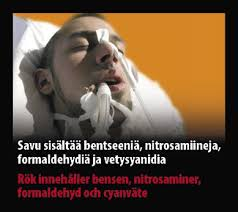 Savu sisältää bentseeniä, nitrosamiineja,
formaldehydiä ja vetysyanidia
Rök innehåller bensen, nitrosaminer,
formaldehyd och cyanväte